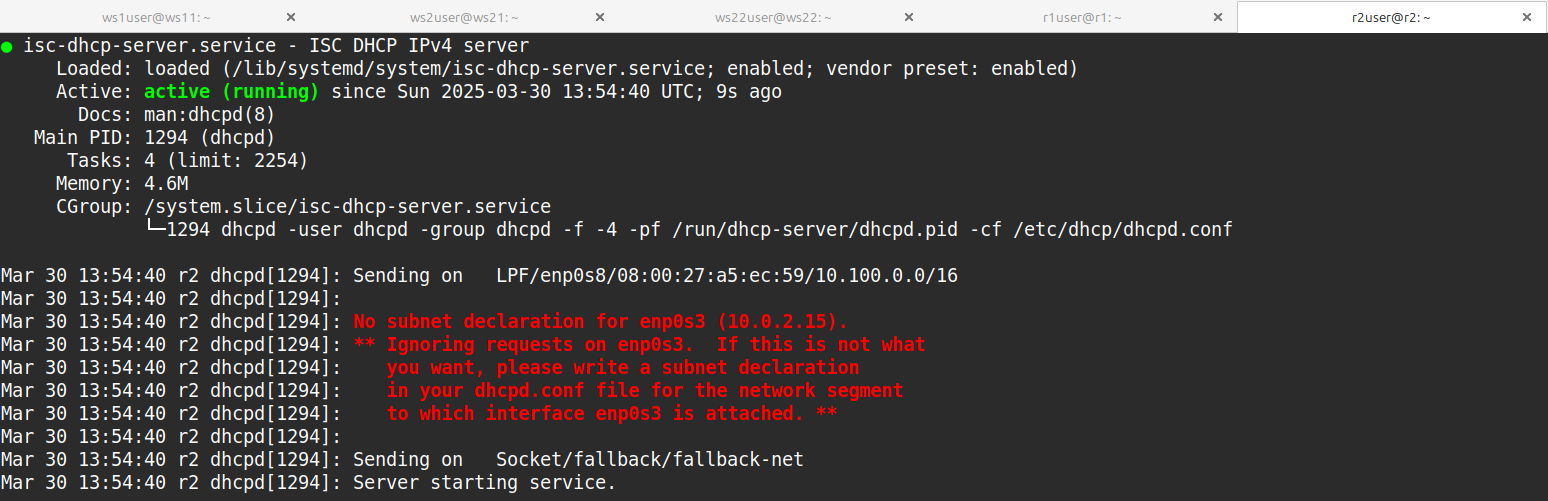 ws1user@ws11: ~ × ws2user@ws21: ~ × ws22user@ws22: ~ × r1user@r1: ~ × r2user@r2: ~ ×
● isc-dhcp-server.service - ISC DHCP IPv4 server
     Loaded: loaded (/lib/systemd/system/isc-dhcp-server.service; enabled; vendor preset: enabled)
     Active: active (running) since Sun 2025-03-30 13:54:40 UTC; 9s ago
       Docs: man:dhcpd(8)
   Main PID: 1294 (dhcpd)
      Tasks: 4 (limit: 2254)
     Memory: 4.6M
     CGroup: /system.slice/isc-dhcp-server.service
             └─1294 dhcpd -user dhcpd -group dhcpd -f -4 -pf /run/dhcp-server/dhcpd.pid -cf /etc/dhcp/dhcpd.conf

Mar 30 13:54:40 r2 dhcpd[1294]: Sending on   LPF/enp0s8/08:00:27:a5:ec:59/10.100.0.0/16
Mar 30 13:54:40 r2 dhcpd[1294]:
Mar 30 13:54:40 r2 dhcpd[1294]: No subnet declaration for enp0s3 (10.0.2.15).
Mar 30 13:54:40 r2 dhcpd[1294]: ** Ignoring requests on enp0s3.  If this is not what
Mar 30 13:54:40 r2 dhcpd[1294]:    you want, please write a subnet declaration
Mar 30 13:54:40 r2 dhcpd[1294]:    in your dhcpd.conf file for the network segment
Mar 30 13:54:40 r2 dhcpd[1294]:    to which interface enp0s3 is attached. **
Mar 30 13:54:40 r2 dhcpd[1294]:
Mar 30 13:54:40 r2 dhcpd[1294]: Sending on   Socket/fallback/fallback-net
Mar 30 13:54:40 r2 dhcpd[1294]: Server starting service.